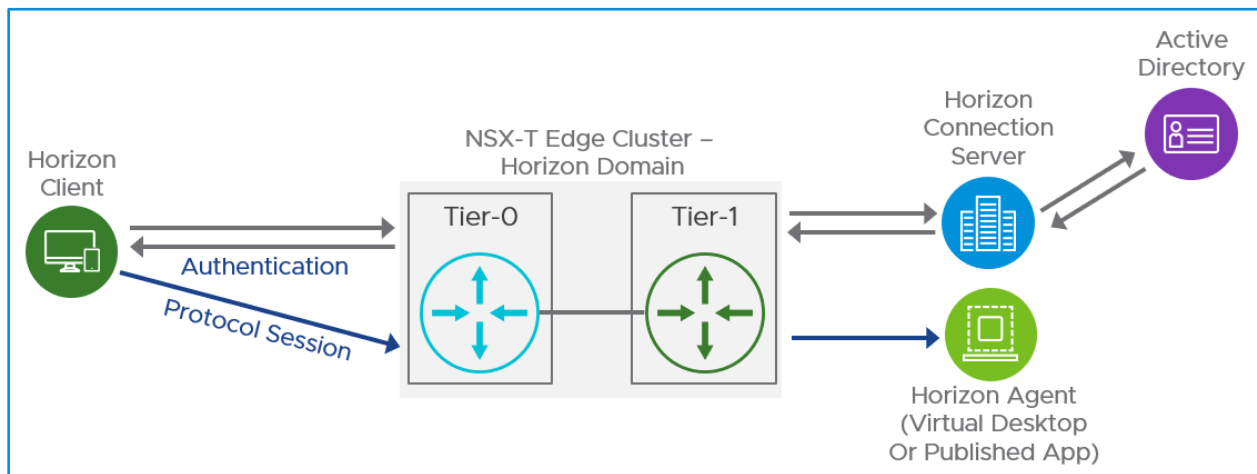 Horizon
Client
Authentication
Protocol Session
NSX-T Edge Cluster –
Horizon Domain
Tier-0
Tier-1
Horizon
Connection
Server
Active
Directory
Horizon Agent
(Virtual Desktop
Or Published App)